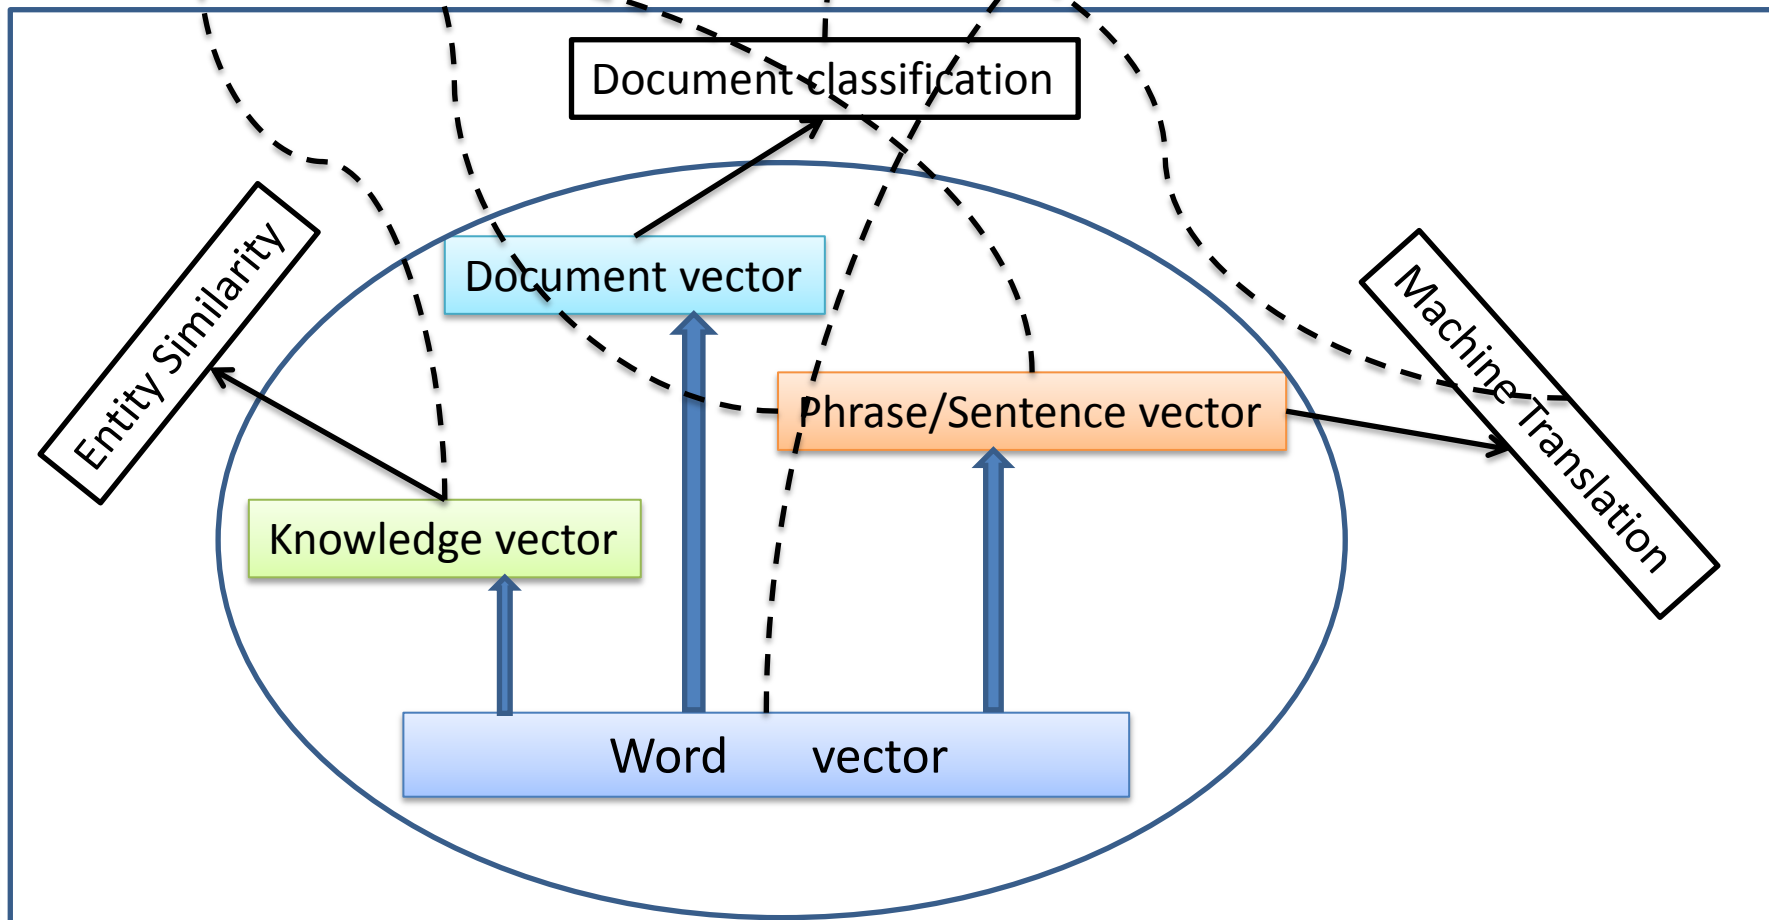 Document classification
Entity Similarity
Document vector
Machine Translation
Phrase/Sentence vector
Knowledge vector
Word vector